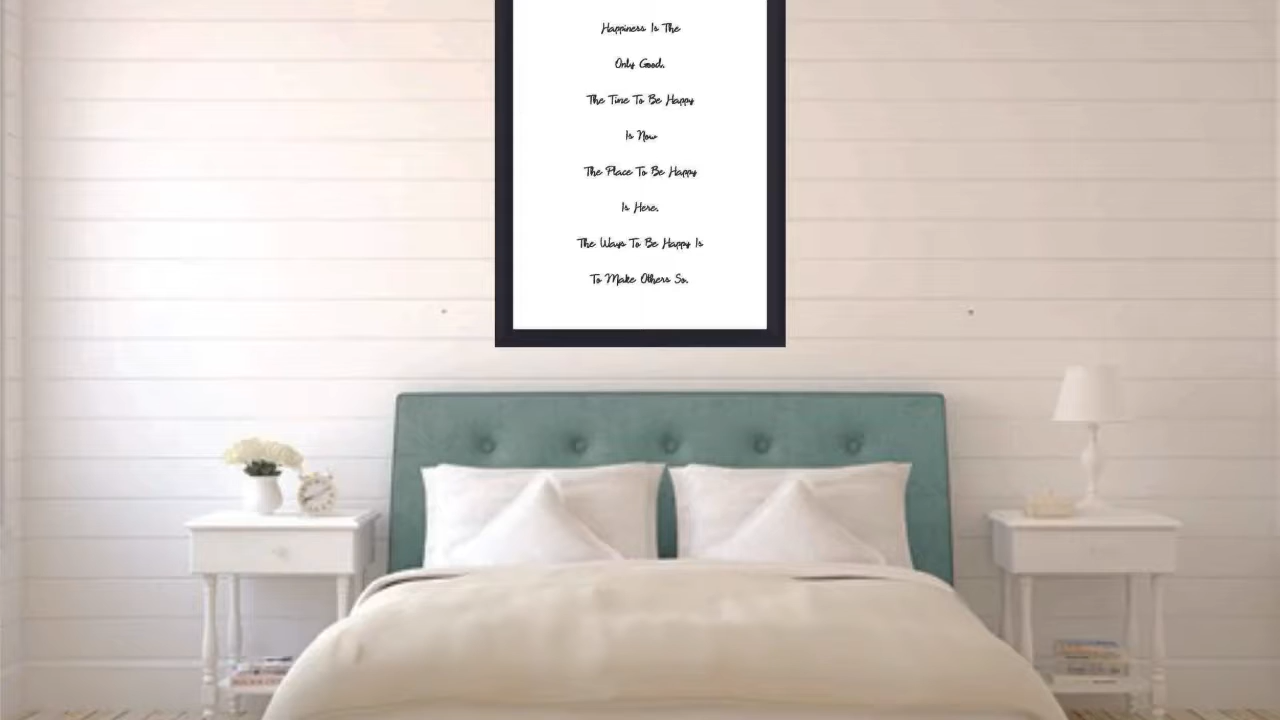 Happiness Is The
Only Good.
The Time To Be Happy
Is Now
The Place To Be Happy
Is Here.
The Ways To Be Happy Is
To Make Others So.